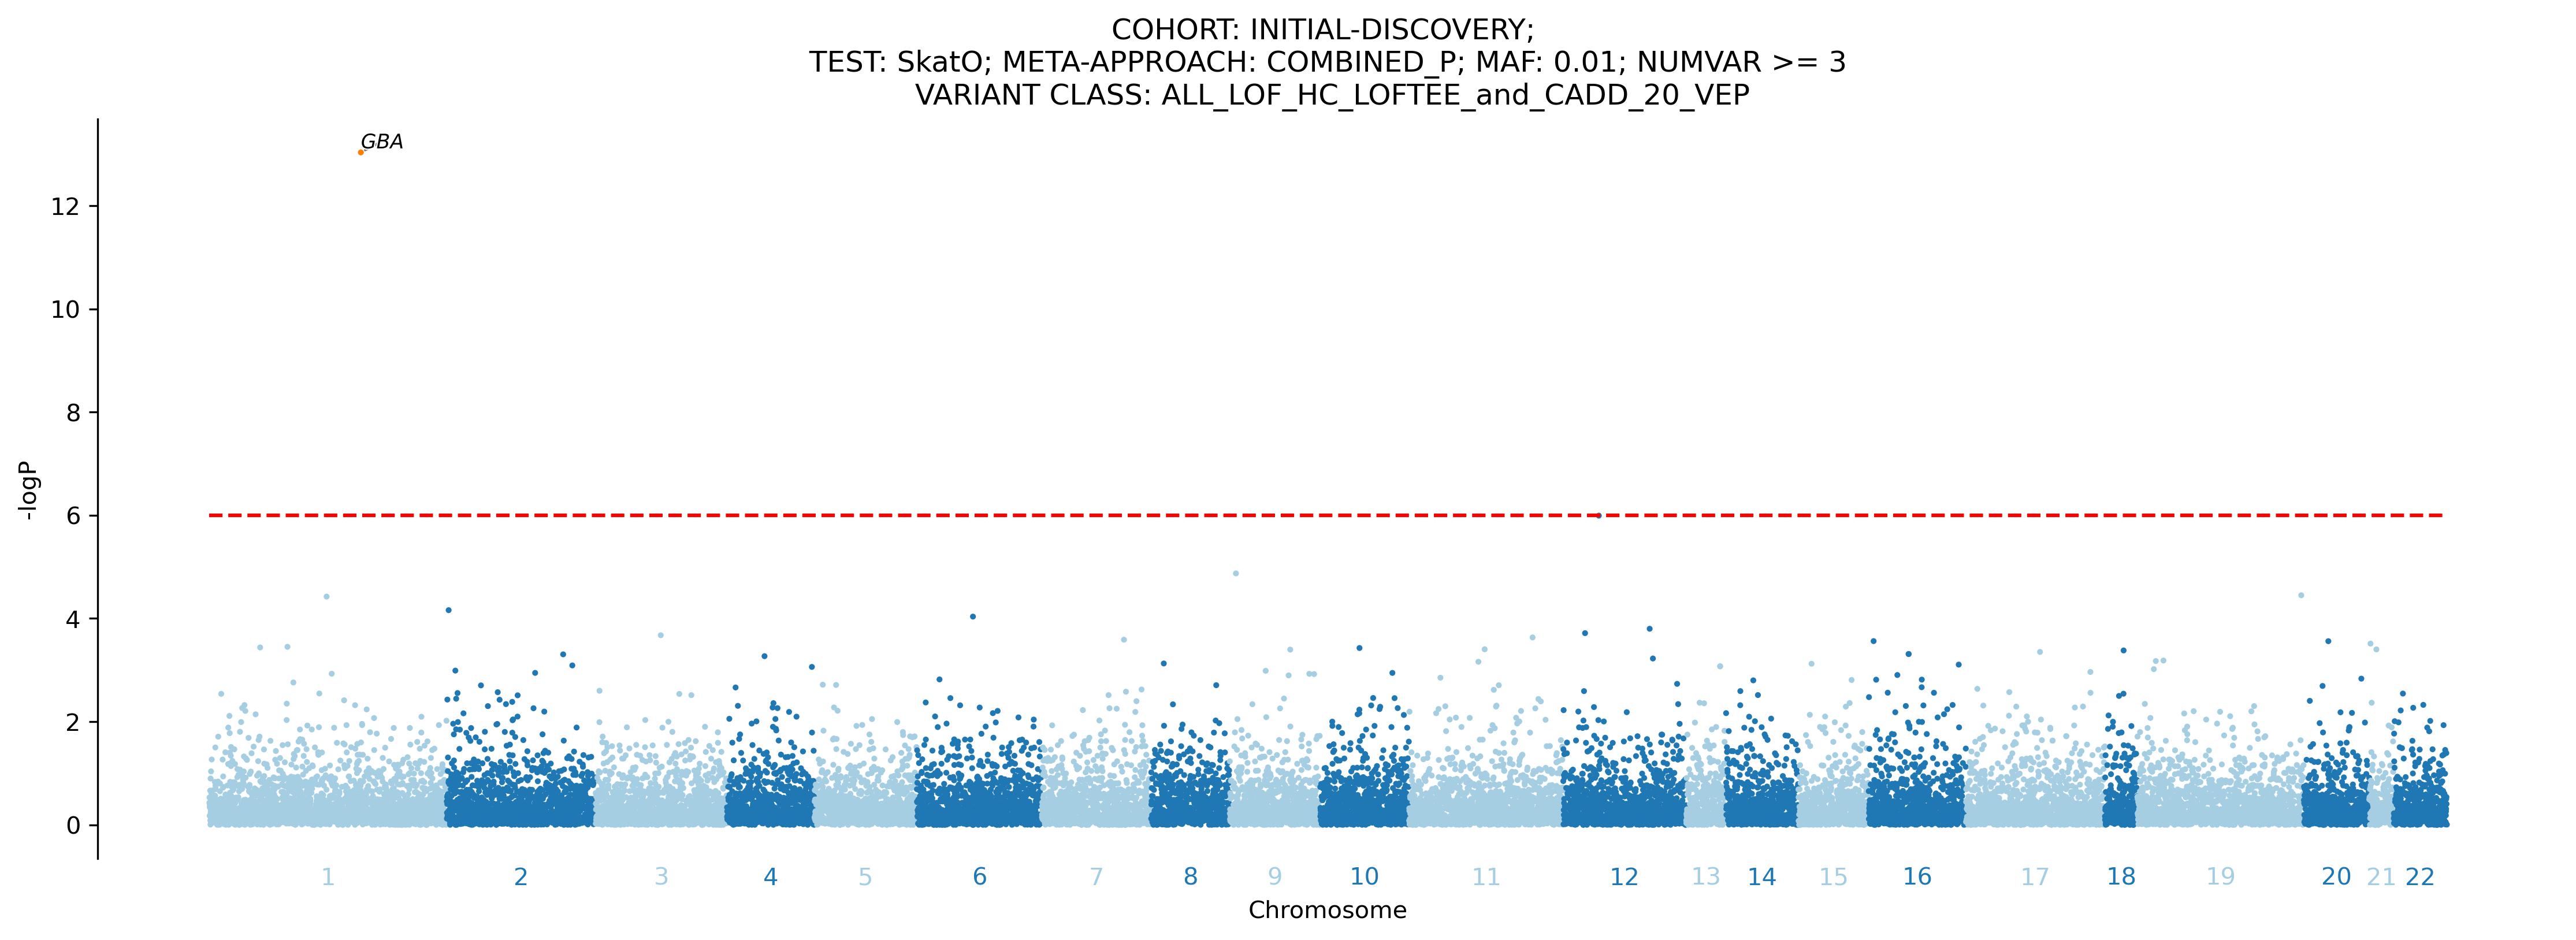 COHORT: INITIAL-DISCOVERY;
TEST: SkatO; META-APPROACH: COMBINED_P; MAF: 0.01; NUMVAR >= 3
VARIANT CLASS: ALL_LOF_HC_LOFTEE_and_CADD_20_VEP
GBA
12
10
8
6
4
2
0
-logP
1 2 3 4 5 6 7 8 9 10 11 12 13 14 15 16 17 18 19 20 21 22
Chromosome